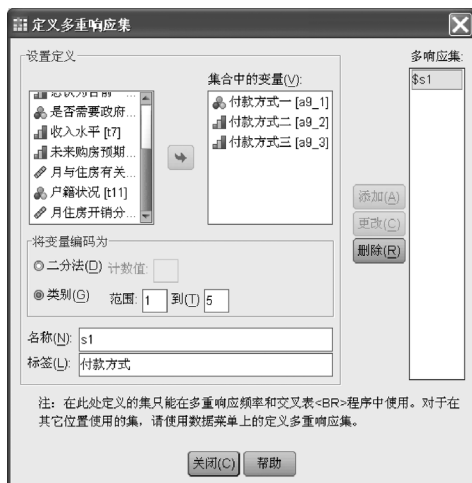 定义多重响应集
设置定义
是否需要政府...
收入水平 [t7]
未来购房预期...
月与住房有关...
户籍状况 [t11]
月住房开销分...
集合中的变量(V):
付款方式一 [a9_1]
付款方式二 [a9_2]
付款方式三 [a9_3]
多响应集:
$s1
添加(A)
更改(C)
删除(R)
将变量编码为
二分法(D) 计数值:
类别(G) 范围: 1 到(T) 5
名称(N): s1
标签(L): 付款方式
注：在此处定义的集只能在多重响应频率和交叉表<BR>程序中使用。对于在
其它位置使用的集，请使用数据菜单上的定义多重响应集。
关闭(C) 帮助